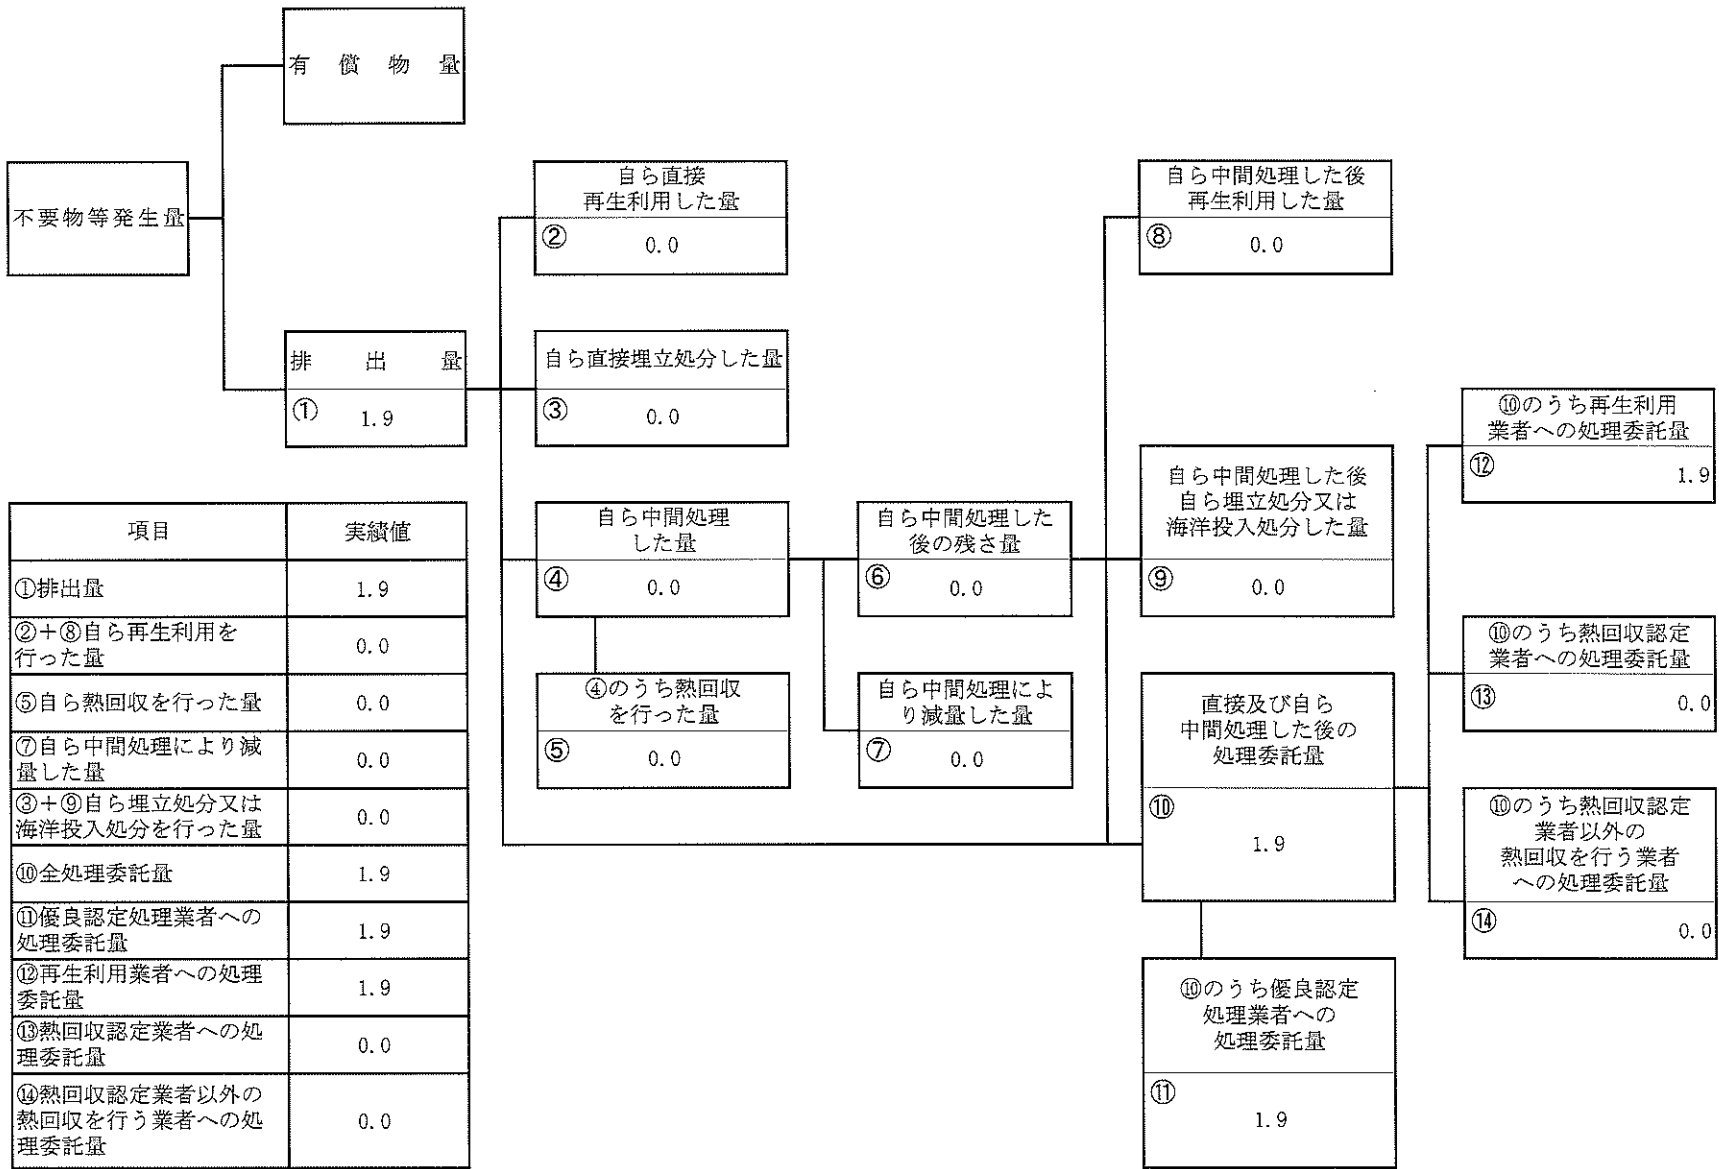 有償物量
不要物等発生量
排出量
① 1.9
自ら直接
再生利用した量
② 0.0
自ら直接埋立処分した量
③ 0.0
自ら中間処理
した量
④ 0.0
④のうち熱回収
を行った量
⑤ 0.0
自ら中間処理した
後の残さ量
⑥ 0.0
自ら中間処理によ
り減量した量
⑦ 0.0
自ら中間処理した後
再生利用した量
⑧ 0.0
自ら中間処理した後
自ら埋立処分又は
海洋投入処分した量
⑨ 0.0
直接及び自ら
中間処理した後の
処理委託量
⑩
1.9
⑩のうち優良認定
処理業者への
処理委託量
⑪
1.9
⑩のうち再生利用
業者への処理委託量
⑫ 1.9
⑩のうち熱回収認定
業者への処理委託量
⑬ 0.0
⑩のうち熱回収認定
業者以外の
熱回収を行う業者
への処理委託量
⑭ 0.0
項目 実績値
①排出量 1.9
②+⑧自ら再生利用を
行った量 0.0
⑤自ら熱回収を行った量 0.0
⑦自ら中間処理により減
量した量 0.0
③+⑨自ら埋立処分又は
海洋投入処分を行った量 0.0
⑩全処理委託量 1.9
⑪優良認定処理業者への
処理委託量 1.9
⑫再生利用業者への処理
委託量 1.9
⑬熱回収認定業者への処
理委託量 0.0
⑭熱回収認定業者以外の
熱回収を行う業者への処
理委託量 0.0